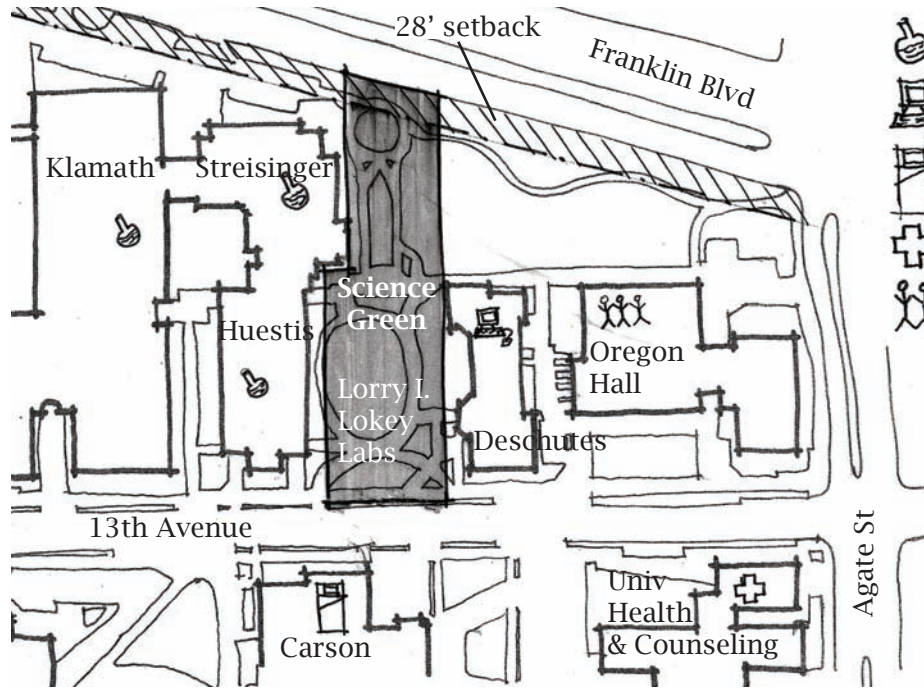 28’ setback
Franklin Blvd
Klamath
Streisinger
Science
Green
Huestis
Oregon
Hall
Lorry I.
Lokey
Labs
Deschutes
13th Avenue
Agate St
Univ
Health
& Counseling
Carson